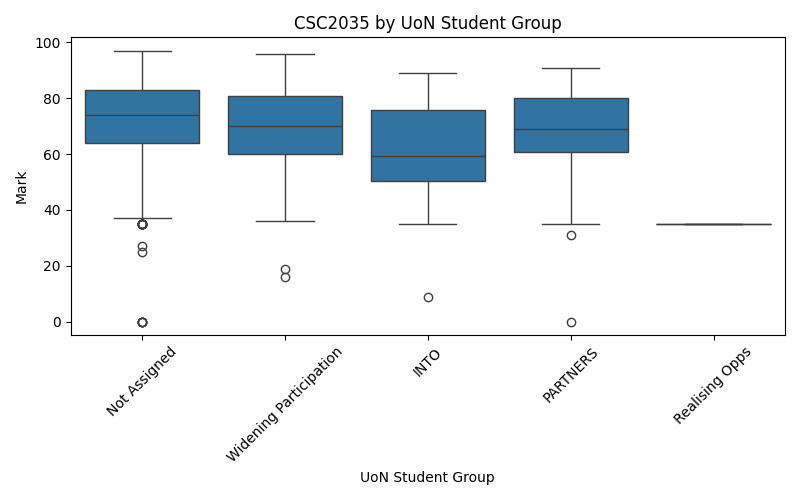 CSC2035 by UoN Student Group
Mark
100
80
60
40
20
0
Not Assigned
Widening Participation
INTO
PARTNERS
Realising Opps
UoN Student Group